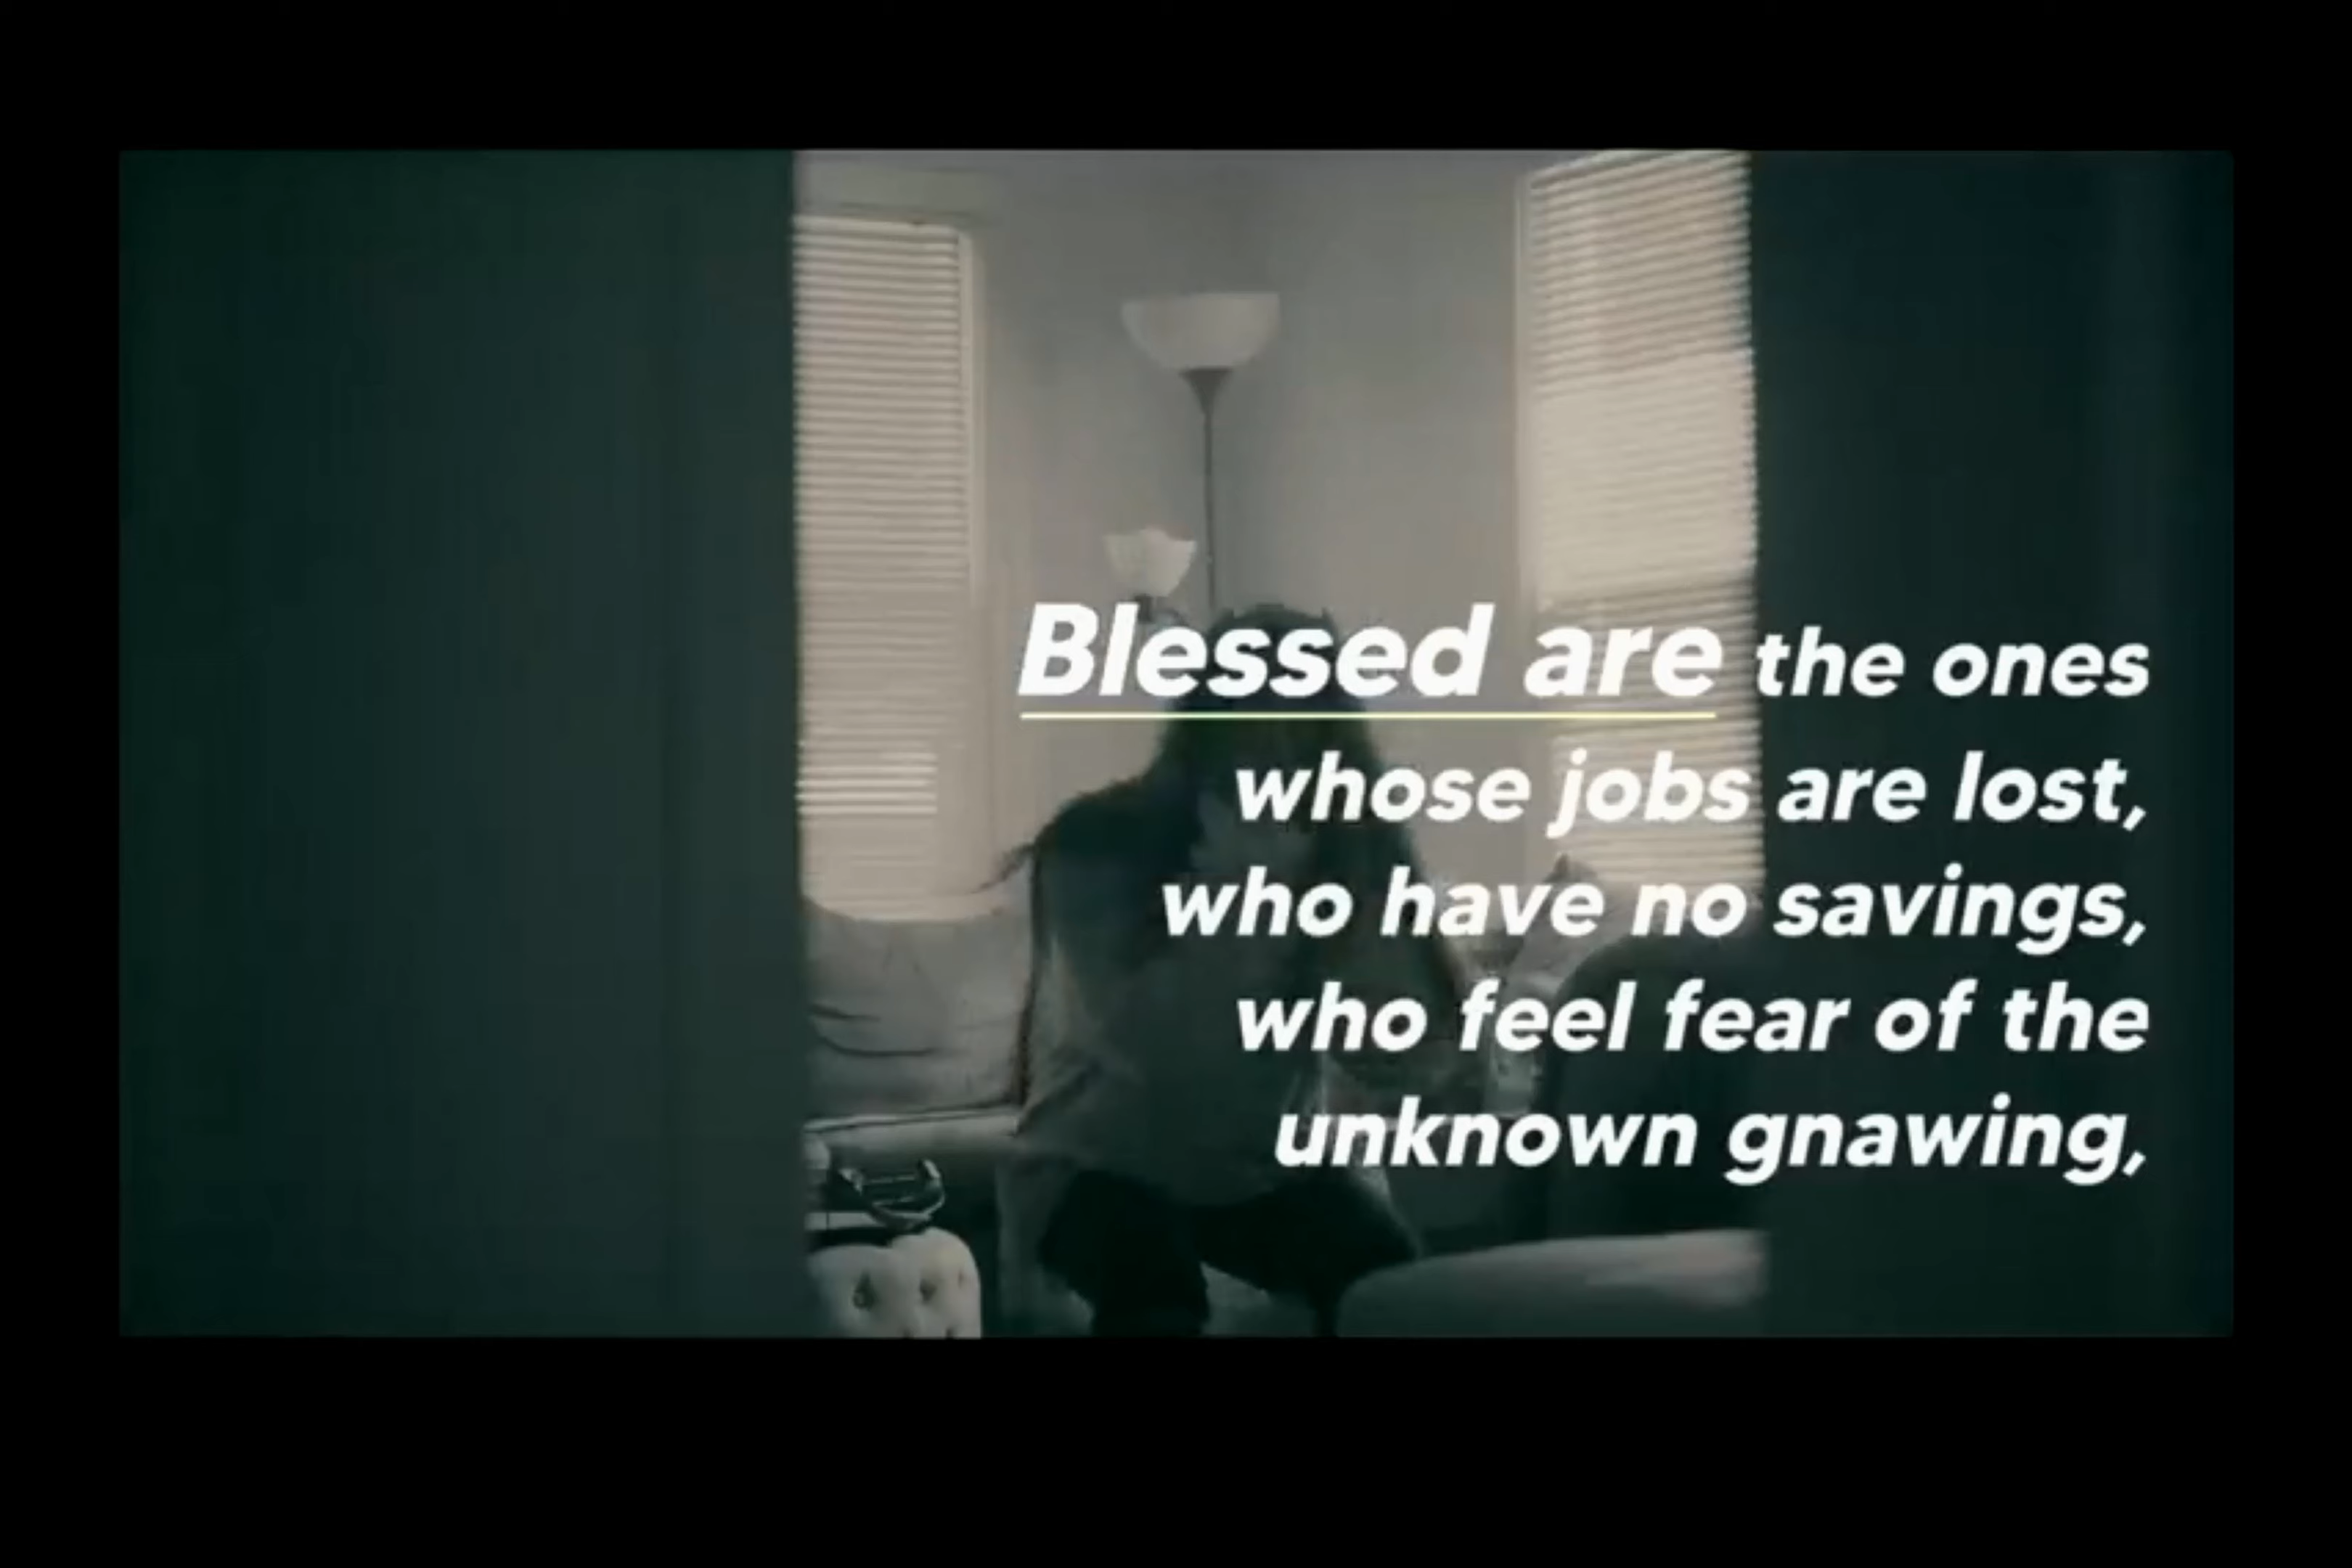 Blessed are the ones
whose jobs are lost,
who have no savings,
who feel fear of the
unknown gnawing,